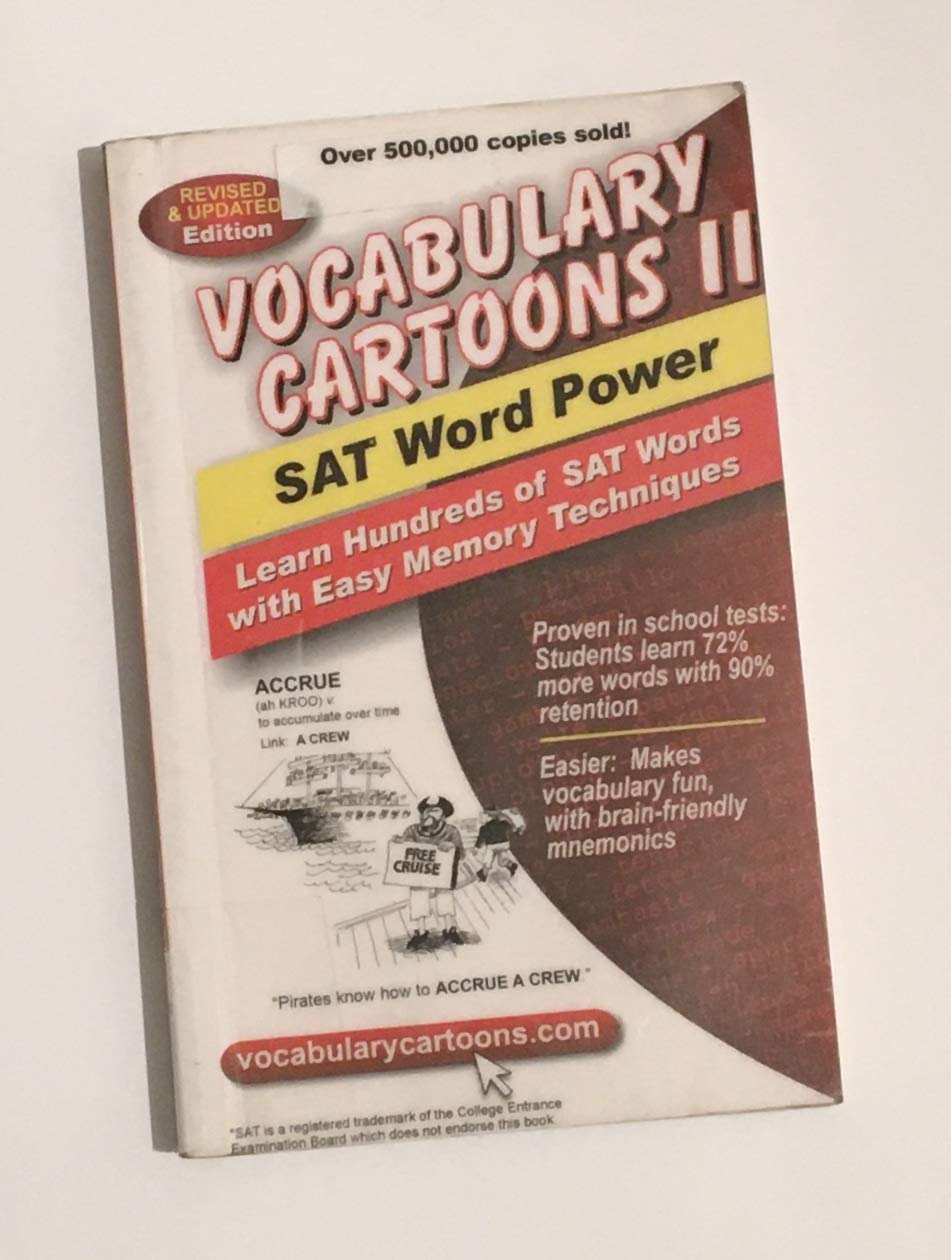 Over 500,000 copies sold!
REVISED
& UPDATED
Edition
VOCABULARY
CARTOONS II
SAT Word Power
Learn Hundreds of SAT Words
with Easy Memory Techniques
Proven in school tests:
Students learn 72%
more words with 90%
retention
Easier: Makes
vocabulary fun,
with brain-friendly
mnemonics
ACCRUE
(ah KROO) v.
to accumulate over time
Link: A CREW
FREE
CRUISE
"Pirates know how to ACCRUE A CREW."
vocabularycartoons.com
*SAT is a registered trademark of the College Entrance
Examination Board which does not endorse this book